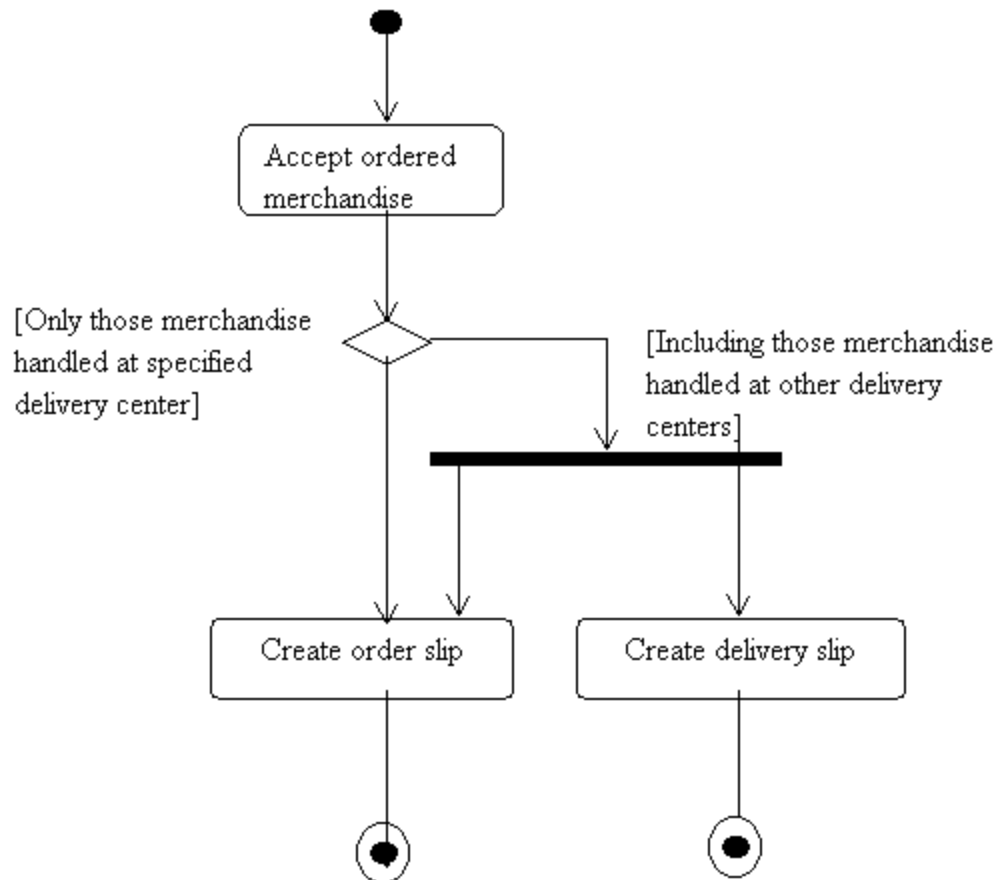 Accept ordered
merchandise
[Only those merchandise
handled at specified
delivery center]
[Including those merchandise
handled at other delivery
centers]
Create order slip
Create delivery slip